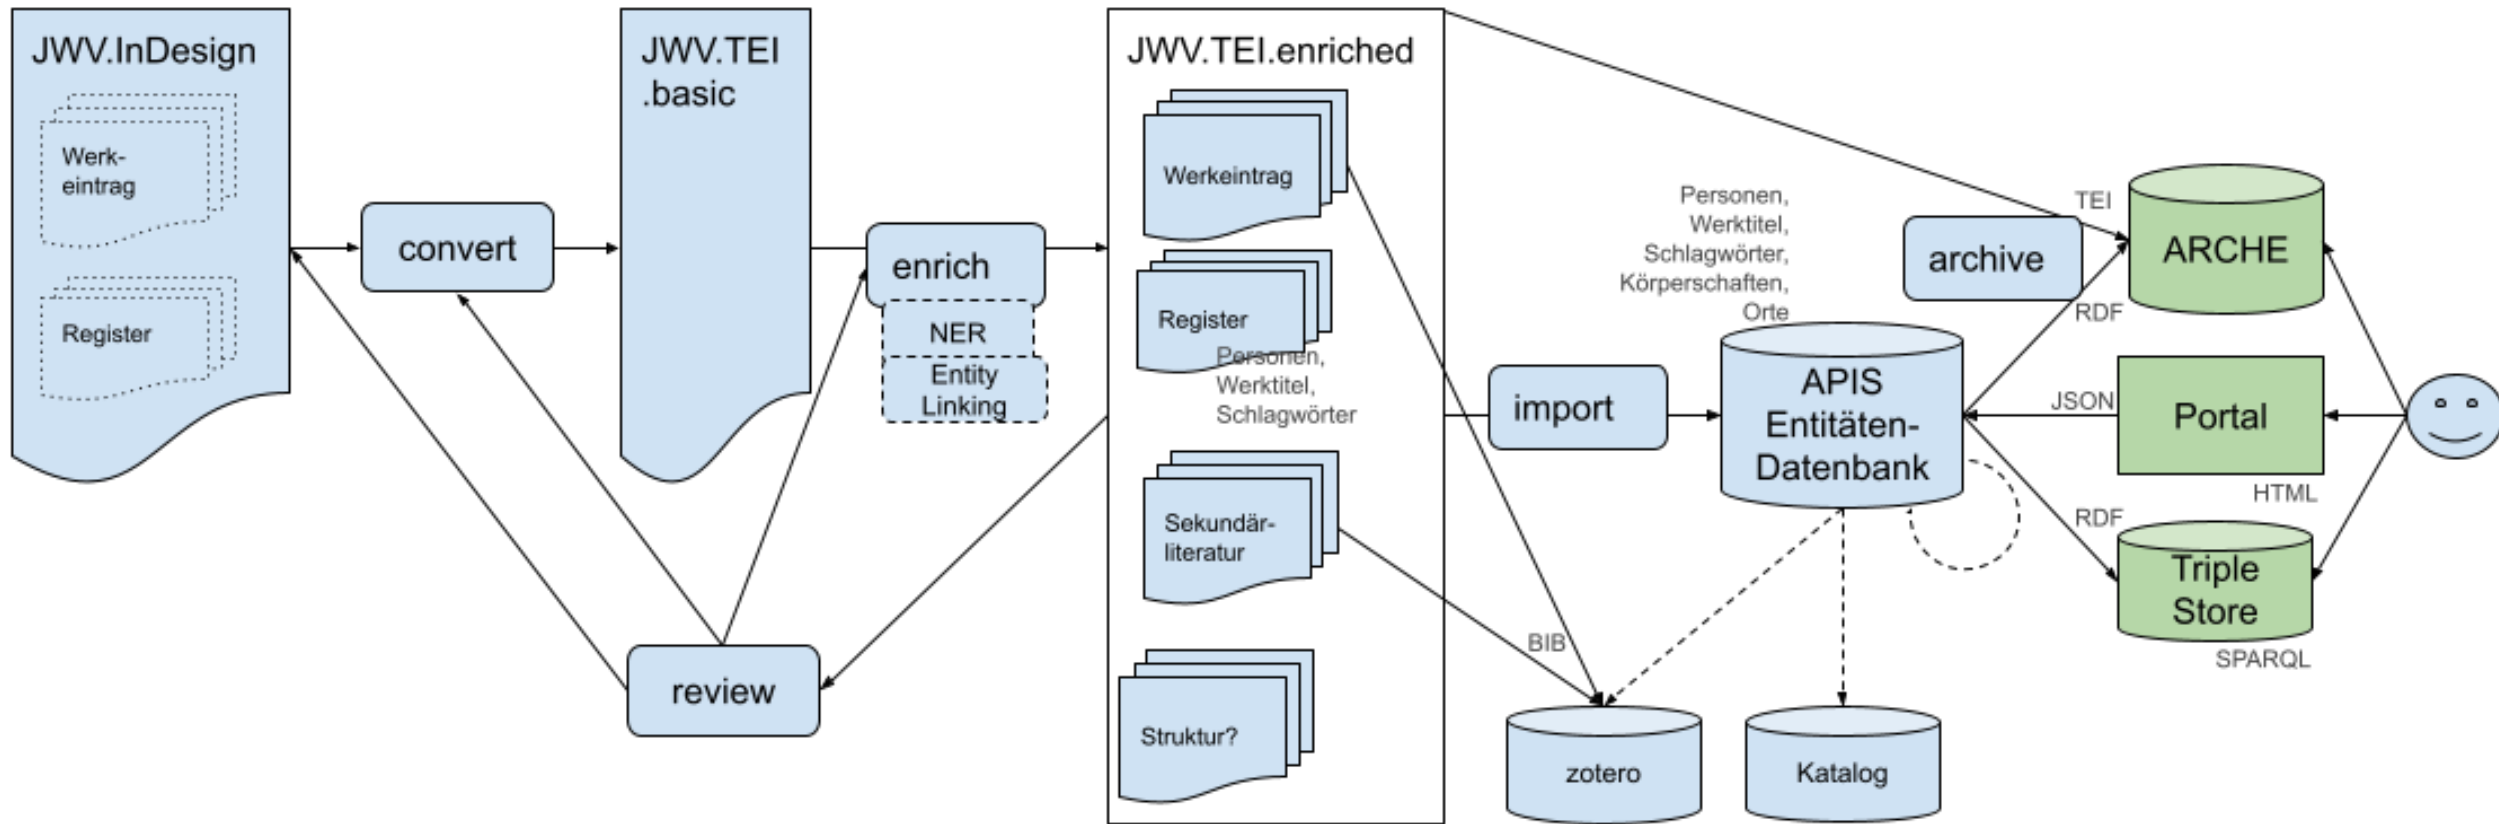 JWV.InDesign
Werk-
eintrag
Register
convert
JWV.TEI
.basic
enrich
NER
Entity
Linking
review
JWV.TEI.enriched
Werkeintrag
Register
Personen,
Werktitel,
Schlagwörter
Sekundär-
literatur
Struktur?
import
BIB
zotero
Katalog
Personen,
Werktitel,
Schlagwörter,
Körperschaften,
Orte
APIS
Entitäten-
Datenbank
archive
TEI
RDF
ARCHE
JSON
Portal
HTML
RDF
Triple
Store
SPARQL